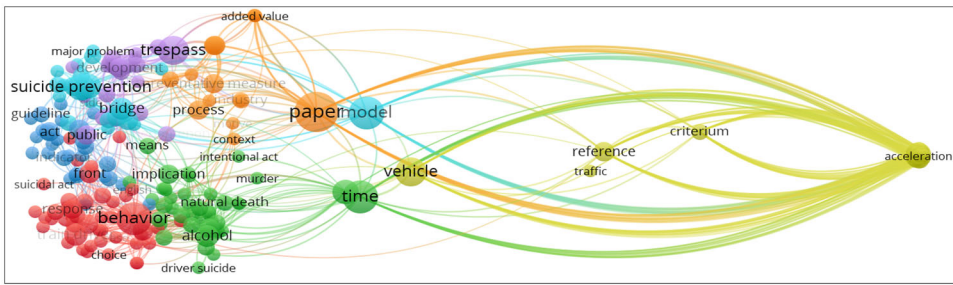 added value
major problem
trespass
development
suicide prevention
preventative measure
industry
bridge
guideline
process
paper
model
act
public
means
context
criterium
indicator
intentional act
reference
acceleration
front
implication
vehicle
traffic
suicidal act
english
murder
natural death
time
response
behavior
alcohol
choice
driver suicide